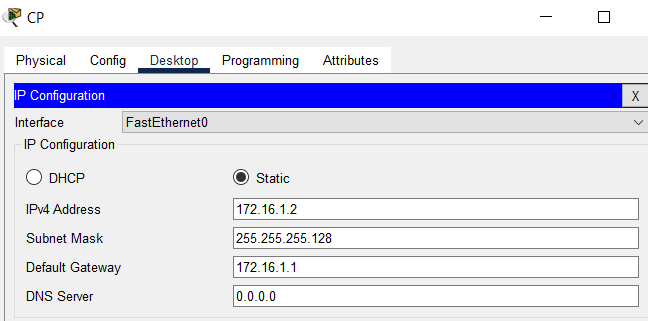 CP
Physical Config Desktop Programming Attributes
IP Configuration X
Interface FastEthernet0
IP Configuration
DHCP Static
IPv4 Address 172.16.1.2
Subnet Mask 255.255.255.128
Default Gateway 172.16.1.1
DNS Server 0.0.0.0